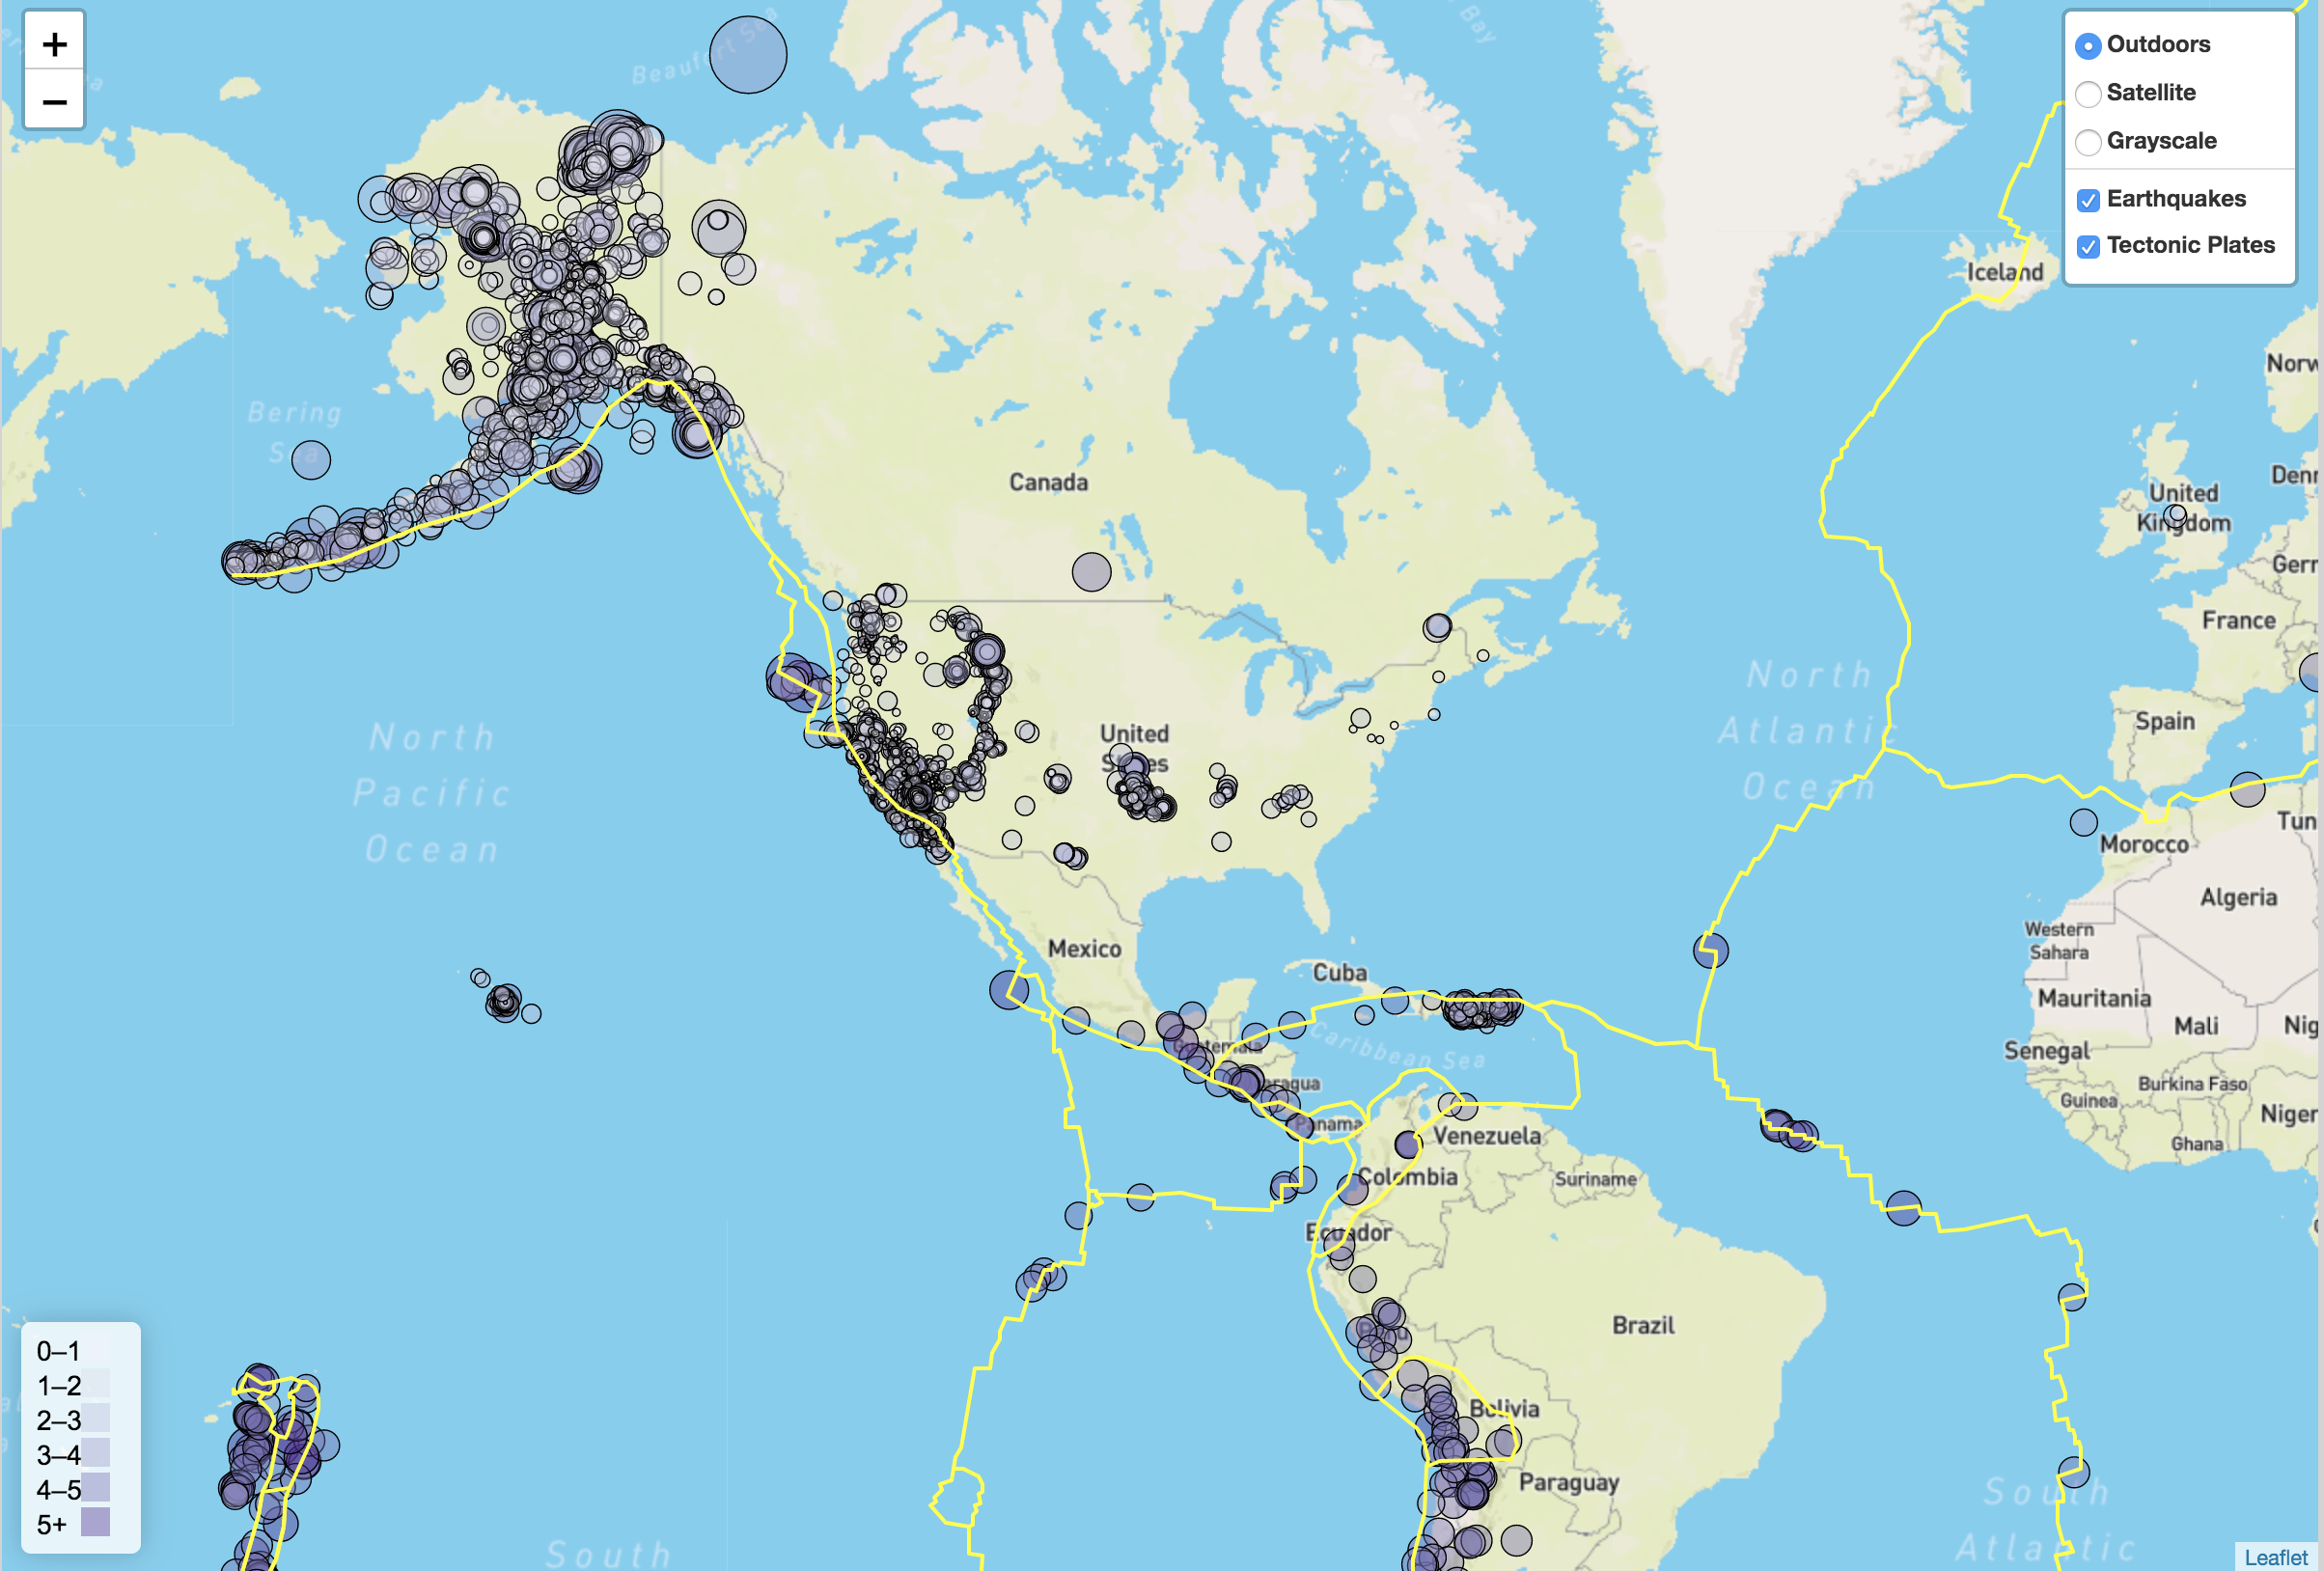 +
−
Beaufort Sea
Bay
Outdoors
Satellite
Grayscale
Earthquakes
Tectonic Plates
Iceland
Norw
Bering
Sea
Canada
United
Kingdom
Denr
Germ
France
North
Atlantic
Ocean
Spain
United
States
North
Pacific
Ocean
Morocco
Tun
Algeria
Western
Sahara
Mexico
Cuba
Mauritania
Mali
Nig
Guatemala
Caribbean Sea
Senegal
Burkina Faso
aragua
Guinea
Niger
Panama
Venezuela
Ghana
Colombia
Suriname
Ecuador
Brazil
Peru
0–1
1–2
2–3
3–4
4–5
5+
Bolivia
Paraguay
South
Atlantic
South
Leaflet